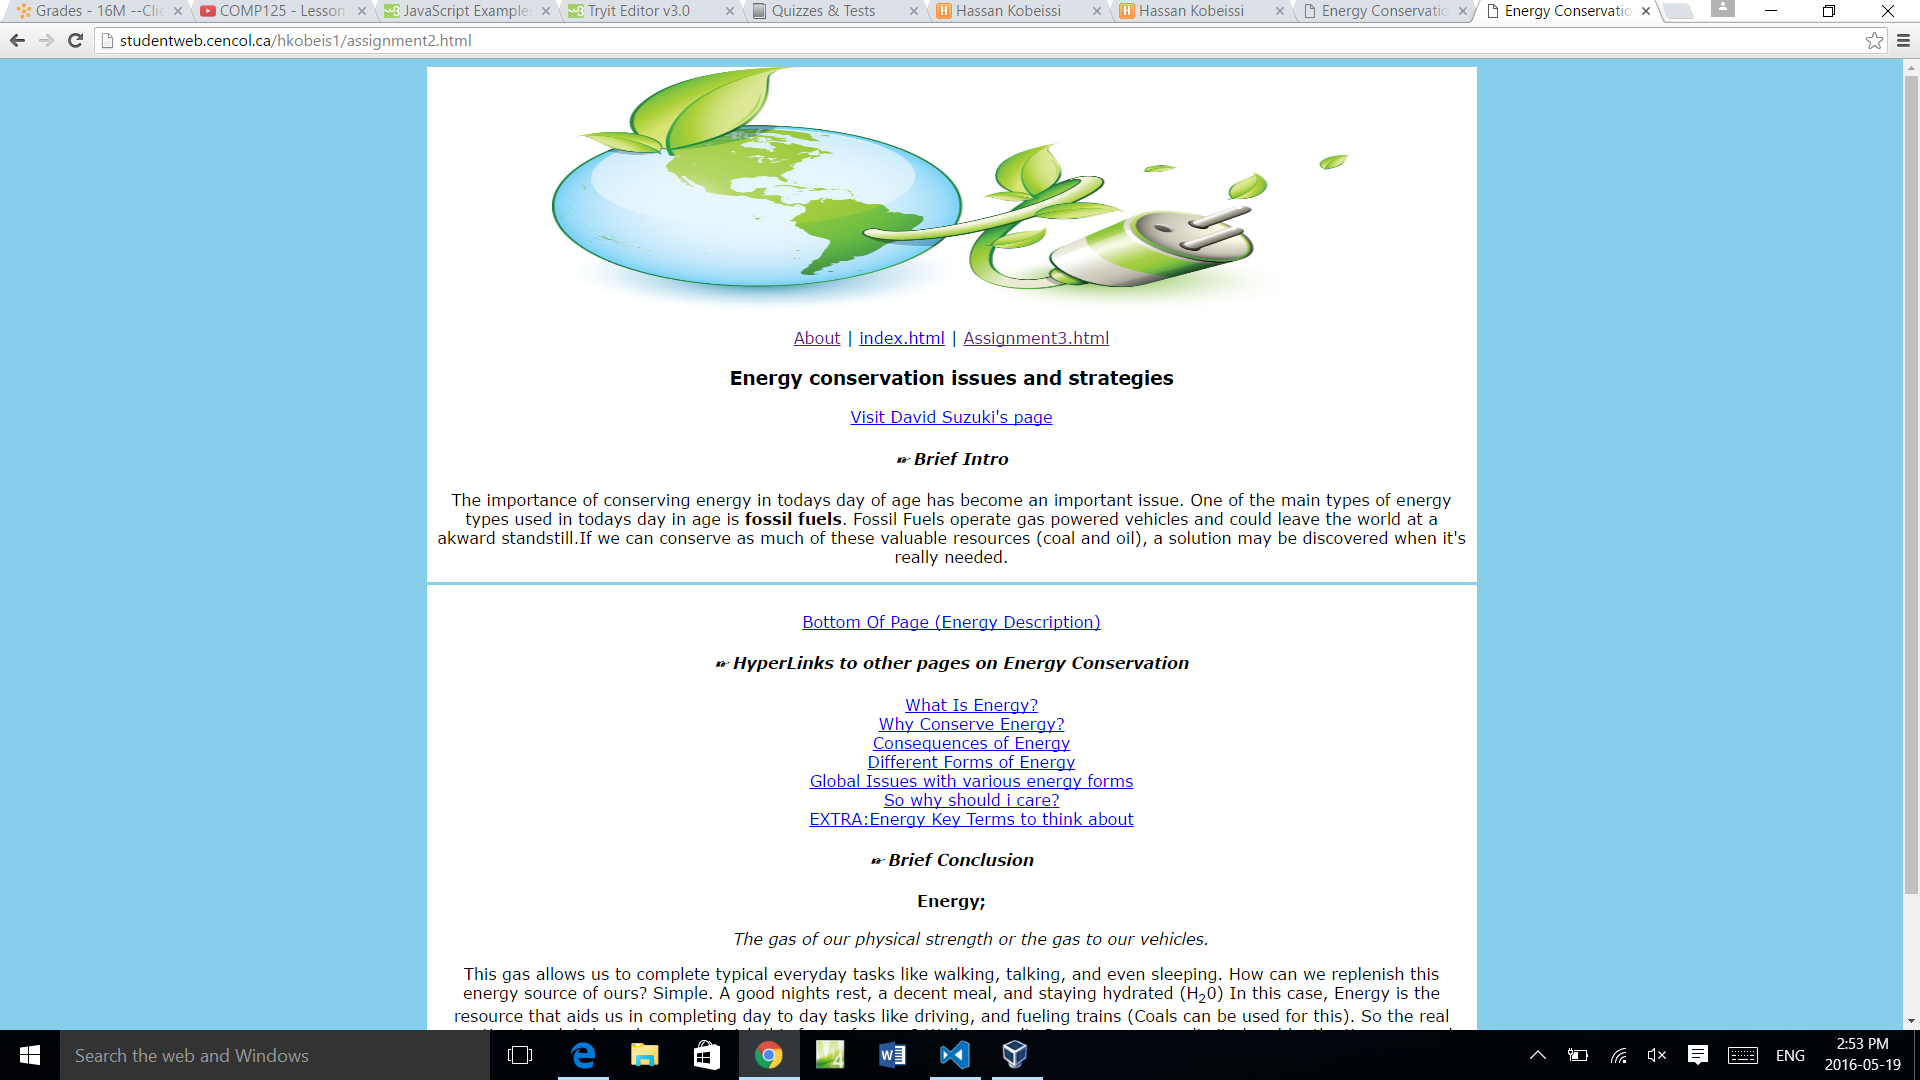 Grades - 16M --Clie
COMP125 - Lesson
JavaScript Examples
Tryit Editor v3.0
Quizzes & Tests
Hassan Kobeissi
Hassan Kobeissi
Energy Conservatio
Energy Conservatio
studentweb.cencol.ca/hkobeis1/assignment2.html
About | index.html | Assignment3.html
Energy conservation issues and strategies
Visit David Suzuki's page
☛ Brief Intro
The importance of conserving energy in todays day of age has become an important issue. One of the main types of energy
types used in todays day in age is fossil fuels. Fossil Fuels operate gas powered vehicles and could leave the world at a
akward standstill.If we can conserve as much of these valuable resources (coal and oil), a solution may be discovered when it's
really needed.
Bottom Of Page (Energy Description)
☛ HyperLinks to other pages on Energy Conservation
What Is Energy?
Why Conserve Energy?
Consequences of Energy
Different Forms of Energy
Global Issues with various energy forms
So why should i care?
EXTRA:Energy Key Terms to think about
☛ Brief Conclusion
Energy;
The gas of our physical strength or the gas to our vehicles.
This gas allows us to complete typical everyday tasks like walking, talking, and even sleeping. How can we replenish this
energy source of ours? Simple. A good nights rest, a decent meal, and staying hydrated (H₂0) In this case, Energy is the
resource that aids us in completing day to day tasks like driving, and fueling trains (Coals can be used for this). So the real
Search the web and Windows
ENG
2:53 PM
2016-05-19